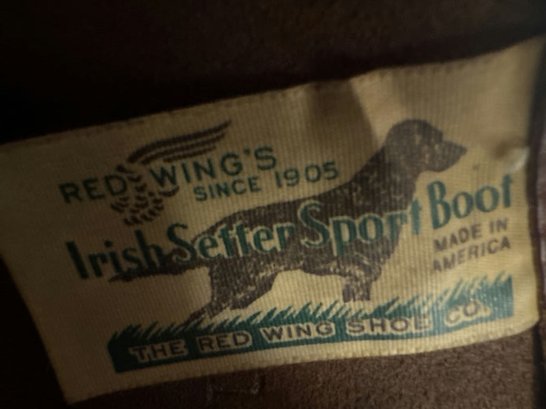 RED WING'S
SINCE 1905
Irish Setter Sport Boot
MADE IN
AMERICA
THE RED WING SHOE CO.